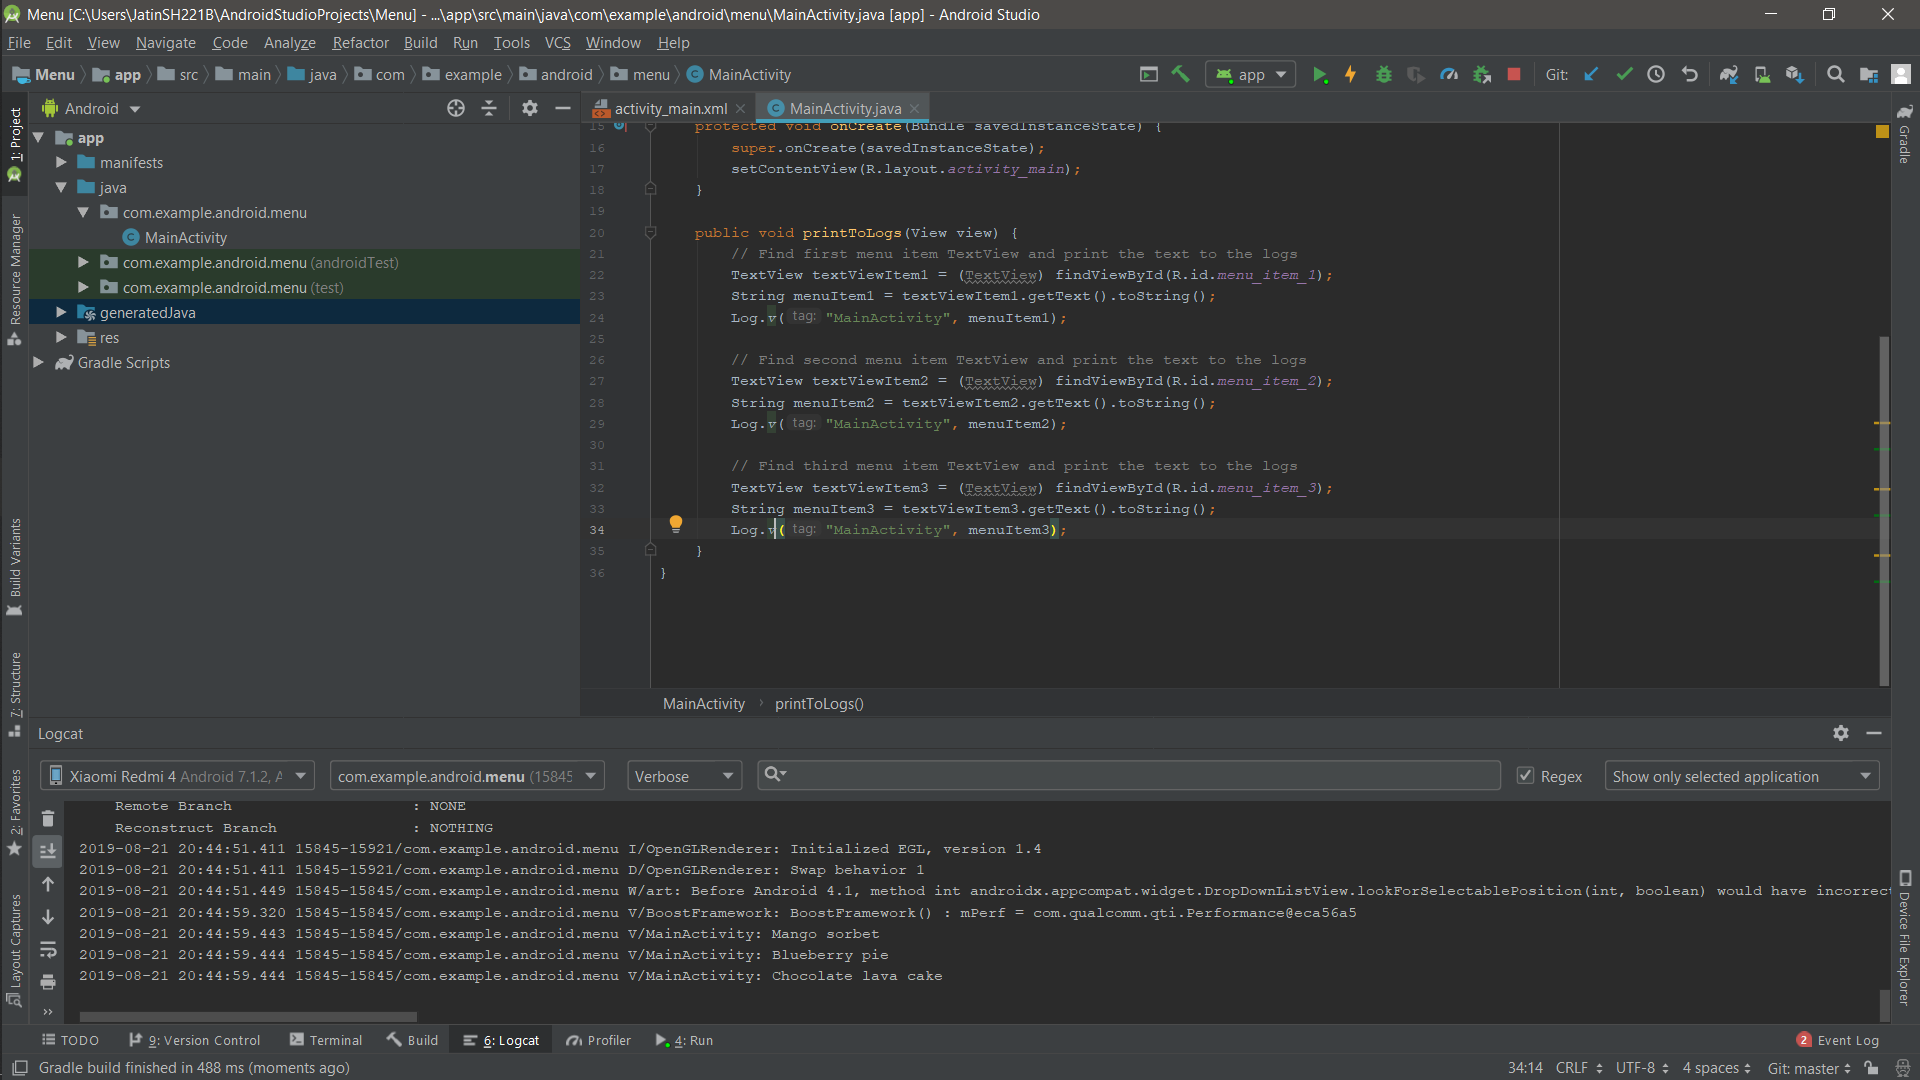 Menu [C:\Users\JatinSH221B\AndroidStudioProjects\Menu] - ...\app\src\main\java\com\example\android\menu\MainActivity.java [app] - Android Studio
File Edit View Navigate Code Analyze Refactor Build Run Tools VCS Window Help
Menu app src main java com example android menu MainActivity app Git:
1: Project
Resource Manager
Build Variants
7: Structure
2: Favorites
Layout Captures
Android
app
manifests
java
com.example.android.menu
MainActivity
com.example.android.menu (androidTest)
com.example.android.menu (test)
generatedJava
res
Gradle Scripts
activity_main.xml MainActivity.java
15 protected void onCreate(Bundle savedInstanceState) {
16 super.onCreate(savedInstanceState);
17 setContentView(R.layout.activity_main);
18 }
19
20 public void printToLogs(View view) {
21 // Find first menu item TextView and print the text to the logs
22 TextView textViewItem1 = (TextView) findViewById(R.id.menu_item_1);
23 String menuItem1 = textViewItem1.getText().toString();
24 Log.v( tag: "MainActivity", menuItem1);
25
26 // Find second menu item TextView and print the text to the logs
27 TextView textViewItem2 = (TextView) findViewById(R.id.menu_item_2);
28 String menuItem2 = textViewItem2.getText().toString();
29 Log.v( tag: "MainActivity", menuItem2);
30
31 // Find third menu item TextView and print the text to the logs
32 TextView textViewItem3 = (TextView) findViewById(R.id.menu_item_3);
33 String menuItem3 = textViewItem3.getText().toString();
34 Log.v( tag: "MainActivity", menuItem3);
35 }
36 }
MainActivity › printToLogs()
Gradle
Device File Explorer
Logcat
Xiaomi Redmi 4 Android 7.1.2, A com.example.android.menu (15845 Verbose Regex Show only selected application
Remote Branch : NONE
Reconstruct Branch : NOTHING
2019-08-21 20:44:51.411 15845-15921/com.example.android.menu I/OpenGLRenderer: Initialized EGL, version 1.4
2019-08-21 20:44:51.411 15845-15921/com.example.android.menu D/OpenGLRenderer: Swap behavior 1
2019-08-21 20:44:51.449 15845-15845/com.example.android.menu W/art: Before Android 4.1, method int androidx.appcompat.widget.DropDownListView.lookForSelectablePosition(int, boolean) would have incorrec
2019-08-21 20:44:59.320 15845-15845/com.example.android.menu V/BoostFramework: BoostFramework() : mPerf = com.qualcomm.qti.Performance@eca56a5
2019-08-21 20:44:59.443 15845-15845/com.example.android.menu V/MainActivity: Mango sorbet
2019-08-21 20:44:59.444 15845-15845/com.example.android.menu V/MainActivity: Blueberry pie
2019-08-21 20:44:59.444 15845-15845/com.example.android.menu V/MainActivity: Chocolate lava cake
TODO 9: Version Control Terminal Build 6: Logcat Profiler 4: Run 2 Event Log
Gradle build finished in 488 ms (moments ago) 34:14 CRLF UTF-8 4 spaces Git: master